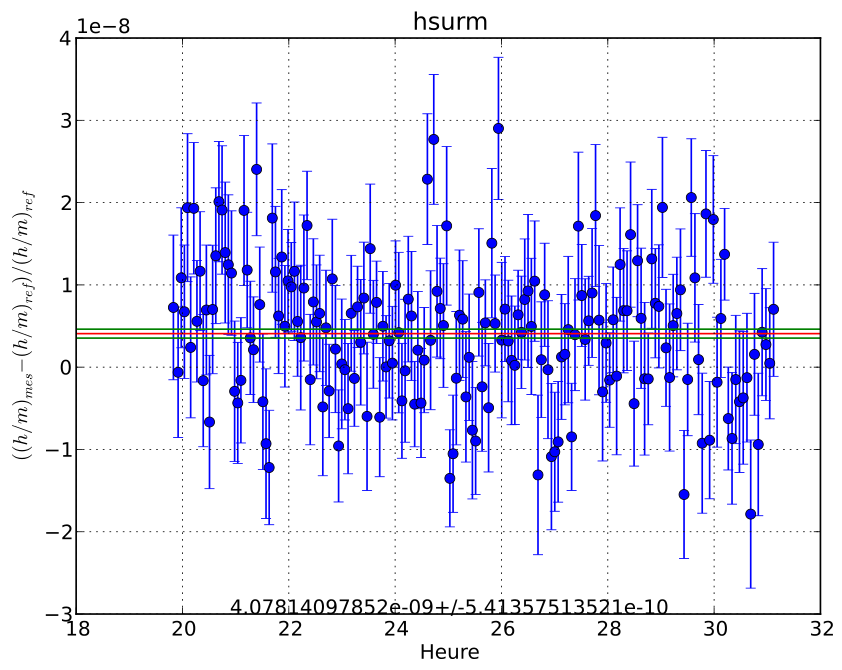 hsurm
1e−8
4
3
2
1
0
−1
−2
−3
((h/m)mes−(h/m)ref)/(h/m)ref
4.07814097852e-09+/-5.41357513521e-10
18 20 22 24 26 28 30 32
Heure